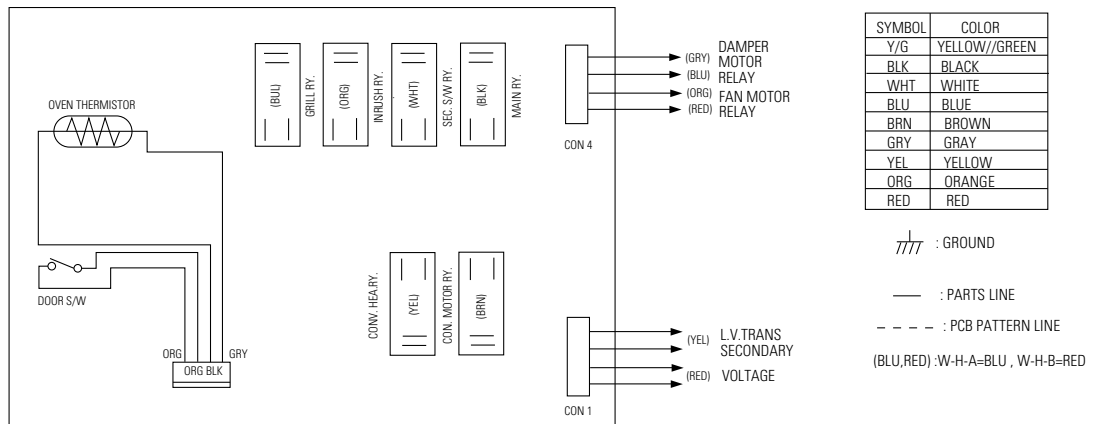 OVEN THERMISTOR
DOOR S/W
ORG
GRY
ORG BLK
(BUL)
GRILL RY.
(ORG)
INRUSH RY.
(WHT)
SEC. S/W RY.
(BLK)
MAIN RY.
CONV. HEA.RY.
(YEL)
CON. MOTOR RY.
(BRN)
CON 4
(GRY) DAMPER
MOTOR
(BLU) RELAY
(ORG) FAN MOTOR
(RED) RELAY
CON 1
(YEL) L.V.TRANS
SECONDARY
(RED) VOLTAGE
SYMBOL COLOR
Y/G YELLOW//GREEN
BLK BLACK
WHT WHITE
BLU BLUE
BRN BROWN
GRY GRAY
YEL YELLOW
ORG ORANGE
RED RED
: GROUND
: PARTS LINE
: PCB PATTERN LINE
(BLU,RED) :W-H-A=BLU , W-H-B=RED